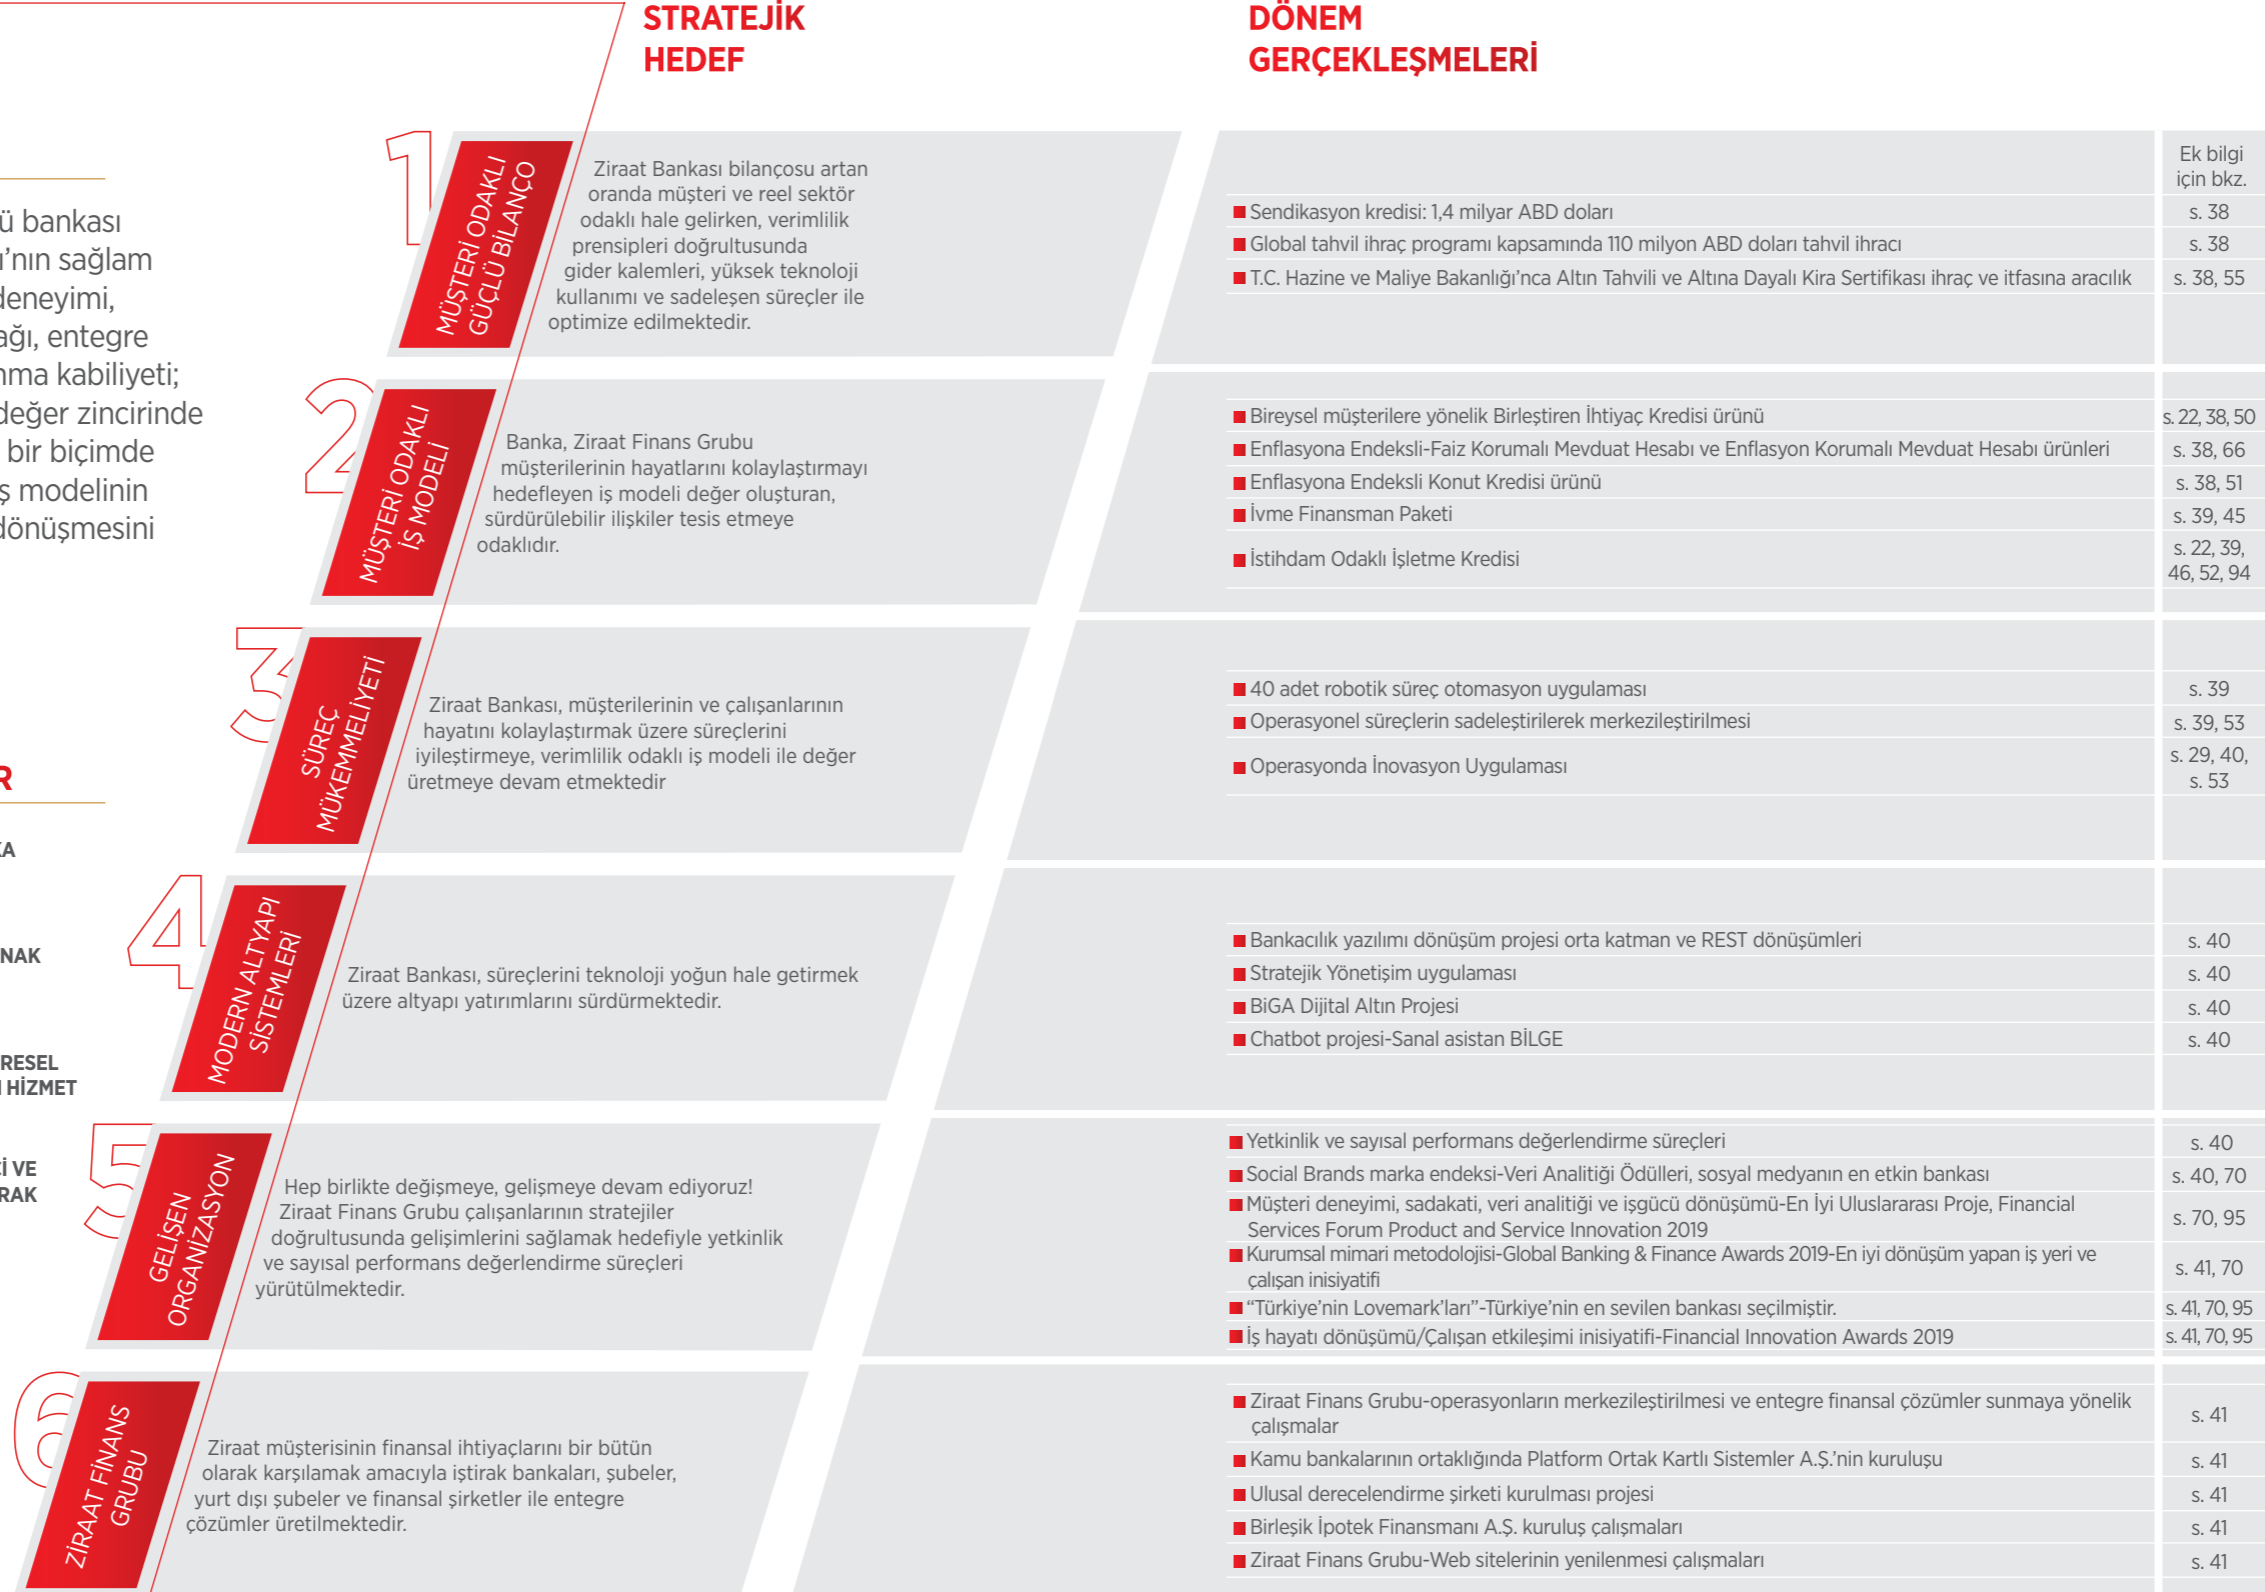 STRATEJİK
HEDEF
DÖNEM
GERÇEKLEŞMELERİ
ü bankası
ı’nın sağlam
deneyimi,
ağı, entegre
nma kabiliyeti;
değer zincirinde
bir biçimde
ş modelinin
dönüşmesini
R
KA
NAK
RESEL
HİZMET
Cİ VE
RAK
1
MÜŞTERİ ODAKLI
GÜÇLÜ BİLANÇO
Ziraat Bankası bilançosu artan
oranda müşteri ve reel sektör
odaklı hale gelirken, verimlilik
prensipleri doğrultusunda
gider kalemleri, yüksek teknoloji
kullanımı ve sadeleşen süreçler ile
optimize edilmektedir.
Ek bilgi
için bkz.
Sendikasyon kredisi: 1,4 milyar ABD doları s. 38
Global tahvil ihraç programı kapsamında 110 milyon ABD doları tahvil ihracı s. 38
T.C. Hazine ve Maliye Bakanlığı’nca Altın Tahvili ve Altına Dayalı Kira Sertifikası ihraç ve itfasına aracılık s. 38, 55
2
MÜŞTERİ ODAKLI
İŞ MODELİ
Banka, Ziraat Finans Grubu
müşterilerinin hayatlarını kolaylaştırmayı
hedefleyen iş modeli değer oluşturan,
sürdürülebilir ilişkiler tesis etmeye
odaklıdır.
Bireysel müşterilere yönelik Birleştiren İhtiyaç Kredisi ürünü s. 22, 38, 50
Enflasyona Endeksli-Faiz Korumalı Mevduat Hesabı ve Enflasyon Korumalı Mevduat Hesabı ürünleri s. 38, 66
Enflasyona Endeksli Konut Kredisi ürünü s. 38, 51
İvme Finansman Paketi s. 39, 45
İstihdam Odaklı İşletme Kredisi s. 22, 39,
46, 52, 94
3
SÜREÇ
MÜKEMMELİYETİ
Ziraat Bankası, müşterilerinin ve çalışanlarının
hayatını kolaylaştırmak üzere süreçlerini
iyileştirmeye, verimlilik odaklı iş modeli ile değer
üretmeye devam etmektedir
40 adet robotik süreç otomasyon uygulaması s. 39
Operasyonel süreçlerin sadeleştirilerek merkezileştirilmesi s. 39, 53
Operasyonda İnovasyon Uygulaması s. 29, 40,
s. 53
4
MODERN ALTYAPI
SİSTEMLERİ
Ziraat Bankası, süreçlerini teknoloji yoğun hale getirmek
üzere altyapı yatırımlarını sürdürmektedir.
Bankacılık yazılımı dönüşüm projesi orta katman ve REST dönüşümleri s. 40
Stratejik Yönetişim uygulaması s. 40
BiGA Dijital Altın Projesi s. 40
Chatbot projesi-Sanal asistan BİLGE s. 40
5
GELİŞEN
ORGANİZASYON
Hep birlikte değişmeye, gelişmeye devam ediyoruz!
Ziraat Finans Grubu çalışanlarının stratejiler
doğrultusunda gelişimlerini sağlamak hedefiyle yetkinlik
ve sayısal performans değerlendirme süreçleri
yürütülmektedir.
Yetkinlik ve sayısal performans değerlendirme süreçleri s. 40
Social Brands marka endeksi-Veri Analitiği Ödülleri, sosyal medyanın en etkin bankası s. 40, 70
Müşteri deneyimi, sadakati, veri analitiği ve işgücü dönüşümü-En İyi Uluslararası Proje, Financial
Services Forum Product and Service Innovation 2019 s. 70, 95
Kurumsal mimari metodolojisi-Global Banking & Finance Awards 2019-En iyi dönüşüm yapan iş yeri ve
çalışan inisiyatifi s. 41, 70
“Türkiye’nin Lovemark’ları”-Türkiye’nin en sevilen bankası seçilmiştir. s. 41, 70, 95
İş hayatı dönüşümü/Çalışan etkileşimi inisiyatifi-Financial Innovation Awards 2019 s. 41, 70, 95
6
ZİRAAT FİNANS
GRUBU
Ziraat müşterisinin finansal ihtiyaçlarını bir bütün
olarak karşılamak amacıyla iştirak bankaları, şubeler,
yurt dışı şubeler ve finansal şirketler ile entegre
çözümler üretilmektedir.
Ziraat Finans Grubu-operasyonların merkezileştirilmesi ve entegre finansal çözümler sunmaya yönelik
çalışmalar s. 41
Kamu bankalarının ortaklığında Platform Ortak Kartlı Sistemler A.Ş.’nin kuruluşu s. 41
Ulusal derecelendirme şirketi kurulması projesi s. 41
Birleşik İpotek Finansmanı A.Ş. kuruluş çalışmaları s. 41
Ziraat Finans Grubu-Web sitelerinin yenilenmesi çalışmaları s. 41